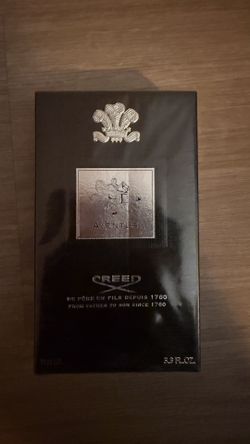 AVENTUS
CREED
DE PÈRE EN FILS DEPUIS 1760
FROM FATHER TO SON SINCE 1760
3.3 FL.OZ.